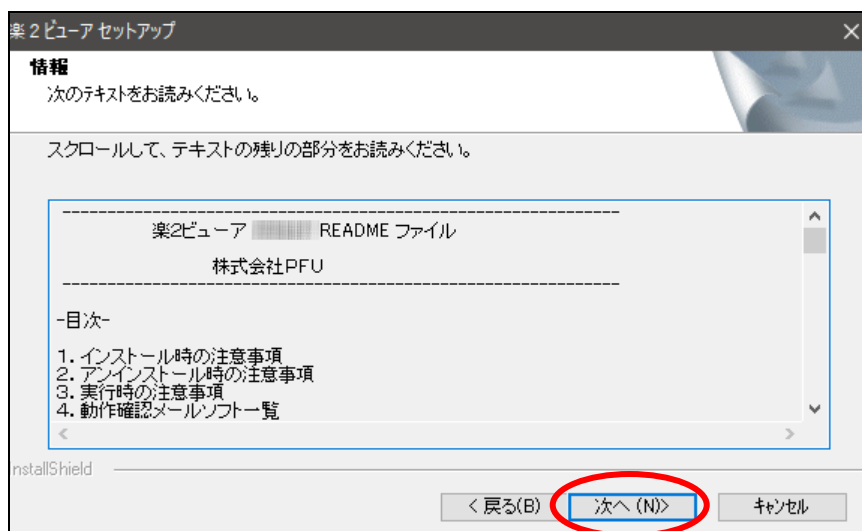 楽2ビューア セットアップ
情報
次のテキストをお読みください。
スクロールして、テキストの残りの部分をお読みください。
------------------------------------------------------------
楽2ビューア README ファイル
株式会社PFU
------------------------------------------------------------
-目次-
1. インストール時の注意事項
2. アンインストール時の注意事項
3. 実行時の注意事項
4. 動作確認メールソフト一覧
nstallShield
< 戻る(B)
次へ (N)>
キャンセル